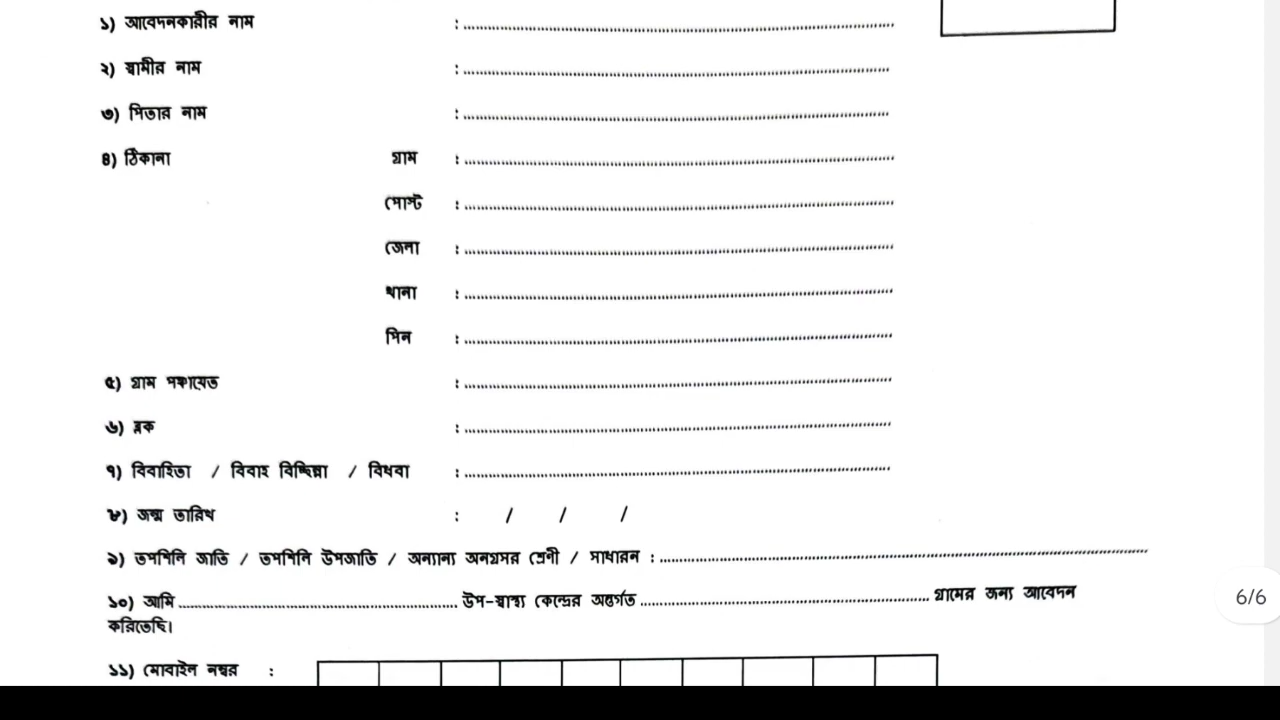 ১) আবেদনকারীর নাম : ..........
২) স্বামীর নাম : ..........
৩) পিতার নাম : ..........
৪) ঠিকানা গ্রাম : ..........
পোস্ট : ..........
জেলা : ..........
থানা : ..........
পিন : ..........
৫) গ্রাম পঞ্চায়েত : ..........
৬) ব্লক : ..........
৭) বিবাহিতা / বিবাহ বিচ্ছিন্না / বিধবা : ..........
৮) জন্ম তারিখ : / / /
৯) তপশিলি জাতি / তপশিলি উপজাতি / অন্যান্য অনগ্রসর শ্রেণী / সাধারন : ..........
১০) আমি .......... উপ-স্বাস্থ্য কেন্দ্রের অন্তর্গত .......... গ্রামের জন্য আবেদন
করিতেছি।
১১) মোবাইল নম্বর :
6/6